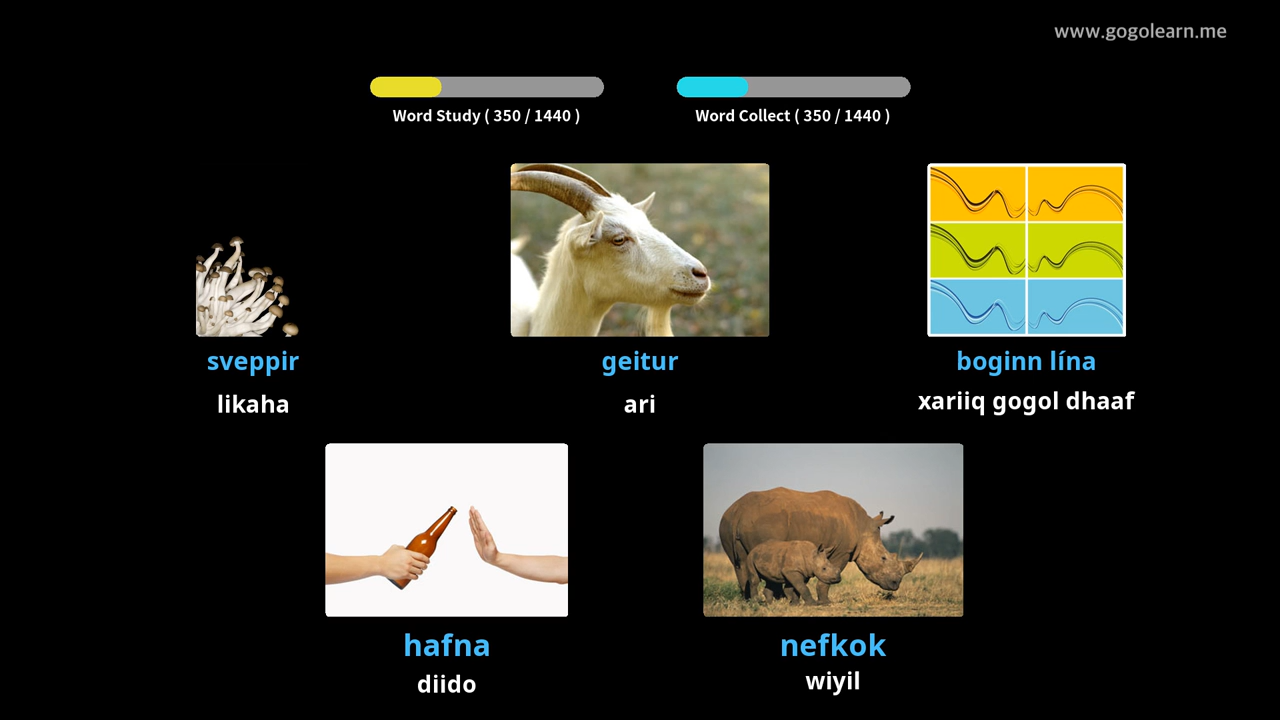 www.gogolearn.me
Word Study ( 350 / 1440 )
Word Collect ( 350 / 1440 )
sveppir
likaha
geitur
ari
boginn lína
xariiq gogol dhaaf
hafna
diido
nefkok
wiyil